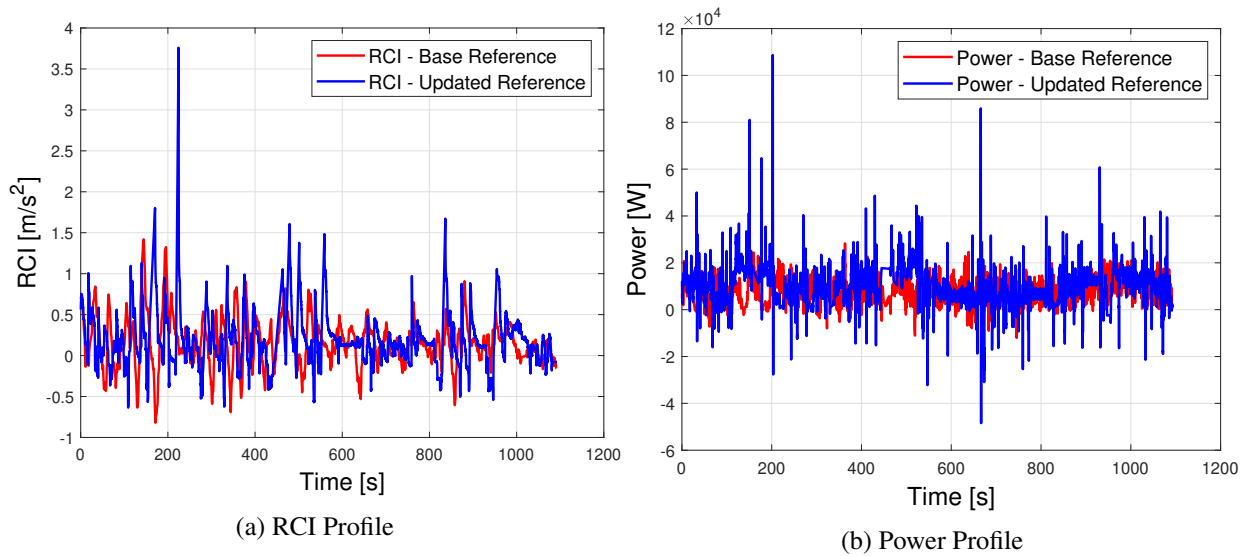 4
3.5
3
2.5
2
1.5
1
0.5
0
-0.5
-1
RCI [m/s²]
RCI - Base Reference
RCI - Updated Reference
0 200 400 600 800 1000 1200
Time [s]
(a) RCI Profile
×10⁴
12
10
8
6
4
2
0
-2
-4
-6
Power [W]
Power - Base Reference
Power - Updated Reference
0 200 400 600 800 1000 1200
Time [s]
(b) Power Profile